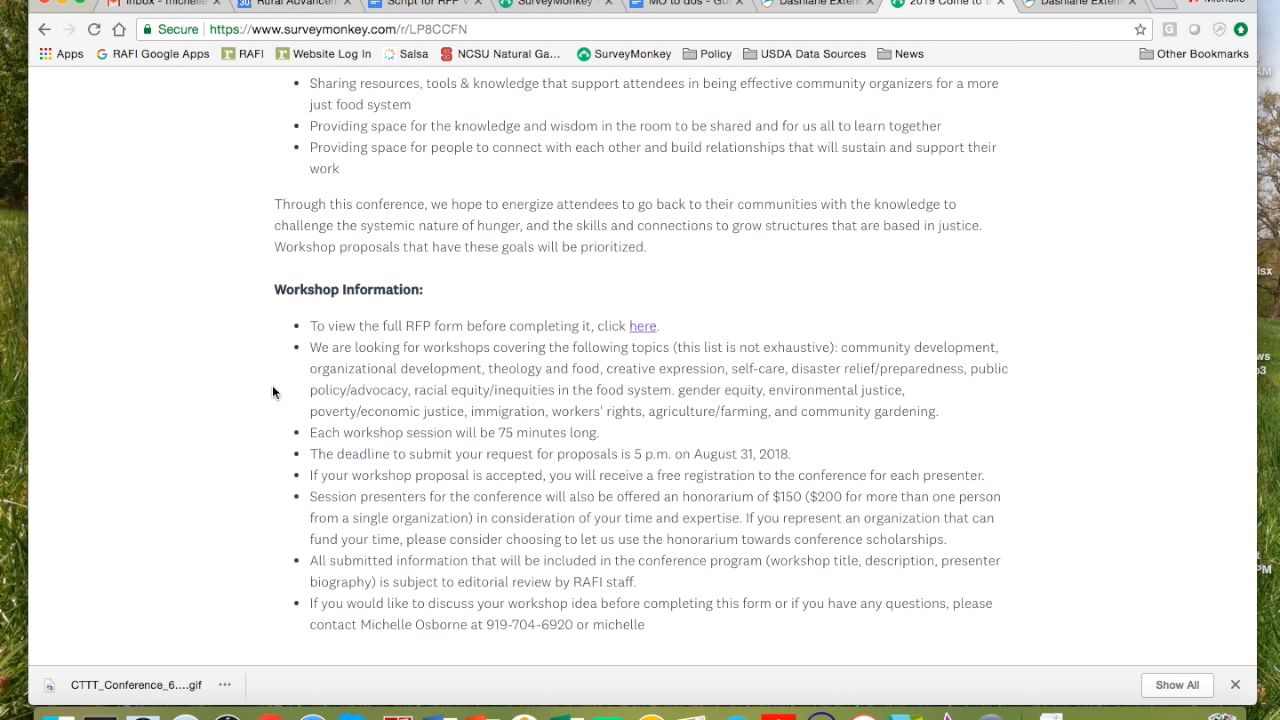 Inbox - michelle
Rural Advancem
Script for RFP V
SurveyMonkey -
MO to dos - Go
Dashlane Exten
2019 Come to t
Dashlane Exten
Michelle
Secure https://www.surveymonkey.com/r/LP8CCFN
Apps RAFI Google Apps RAFI Website Log In Salsa NCSU Natural Ga... SurveyMonkey Policy USDA Data Sources News Other Bookmarks
• Sharing resources, tools & knowledge that support attendees in being effective community organizers for a more
just food system
• Providing space for the knowledge and wisdom in the room to be shared and for us all to learn together
• Providing space for people to connect with each other and build relationships that will sustain and support their
work
Through this conference, we hope to energize attendees to go back to their communities with the knowledge to
challenge the systemic nature of hunger, and the skills and connections to grow structures that are based in justice.
Workshop proposals that have these goals will be prioritized.
Workshop Information:
• To view the full RFP form before completing it, click here.
• We are looking for workshops covering the following topics (this list is not exhaustive): community development,
organizational development, theology and food, creative expression, self-care, disaster relief/preparedness, public
policy/advocacy, racial equity/inequities in the food system. gender equity, environmental justice,
poverty/economic justice, immigration, workers' rights, agriculture/farming, and community gardening.
• Each workshop session will be 75 minutes long.
• The deadline to submit your request for proposals is 5 p.m. on August 31, 2018.
• If your workshop proposal is accepted, you will receive a free registration to the conference for each presenter.
• Session presenters for the conference will also be offered an honorarium of $150 ($200 for more than one person
from a single organization) in consideration of your time and expertise. If you represent an organization that can
fund your time, please consider choosing to let us use the honorarium towards conference scholarships.
• All submitted information that will be included in the conference program (workshop title, description, presenter
biography) is subject to editorial review by RAFI staff.
• If you would like to discuss your workshop idea before completing this form or if you have any questions, please
contact Michelle Osborne at 919-704-6920 or michelle
CTTT_Conference_6....gif
Show All